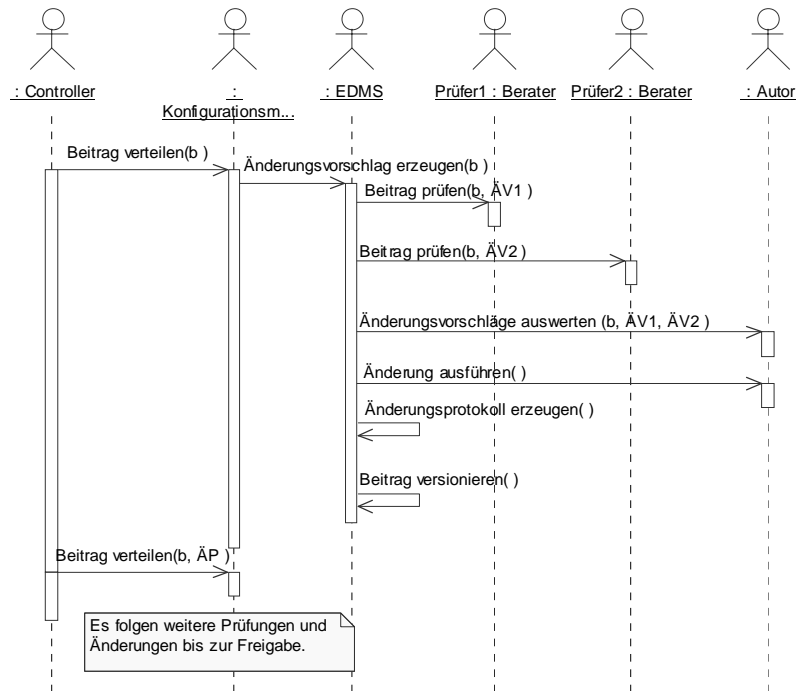 : Controller
:
Konfigurationsm...
: EDMS
Prüfer1 : Berater
Prüfer2 : Berater
: Autor
Beitrag verteilen(b )
Änderungsvorschlag erzeugen(b )
Beitrag prüfen(b, ÄV1 )
Beitrag prüfen(b, ÄV2 )
Änderungsvorschläge auswerten (b, ÄV1, ÄV2 )
Änderung ausführen( )
Änderungsprotokoll erzeugen( )
Beitrag versionieren( )
Beitrag verteilen(b, ÄP )
Es folgen weitere Prüfungen und
Änderungen bis zur Freigabe.